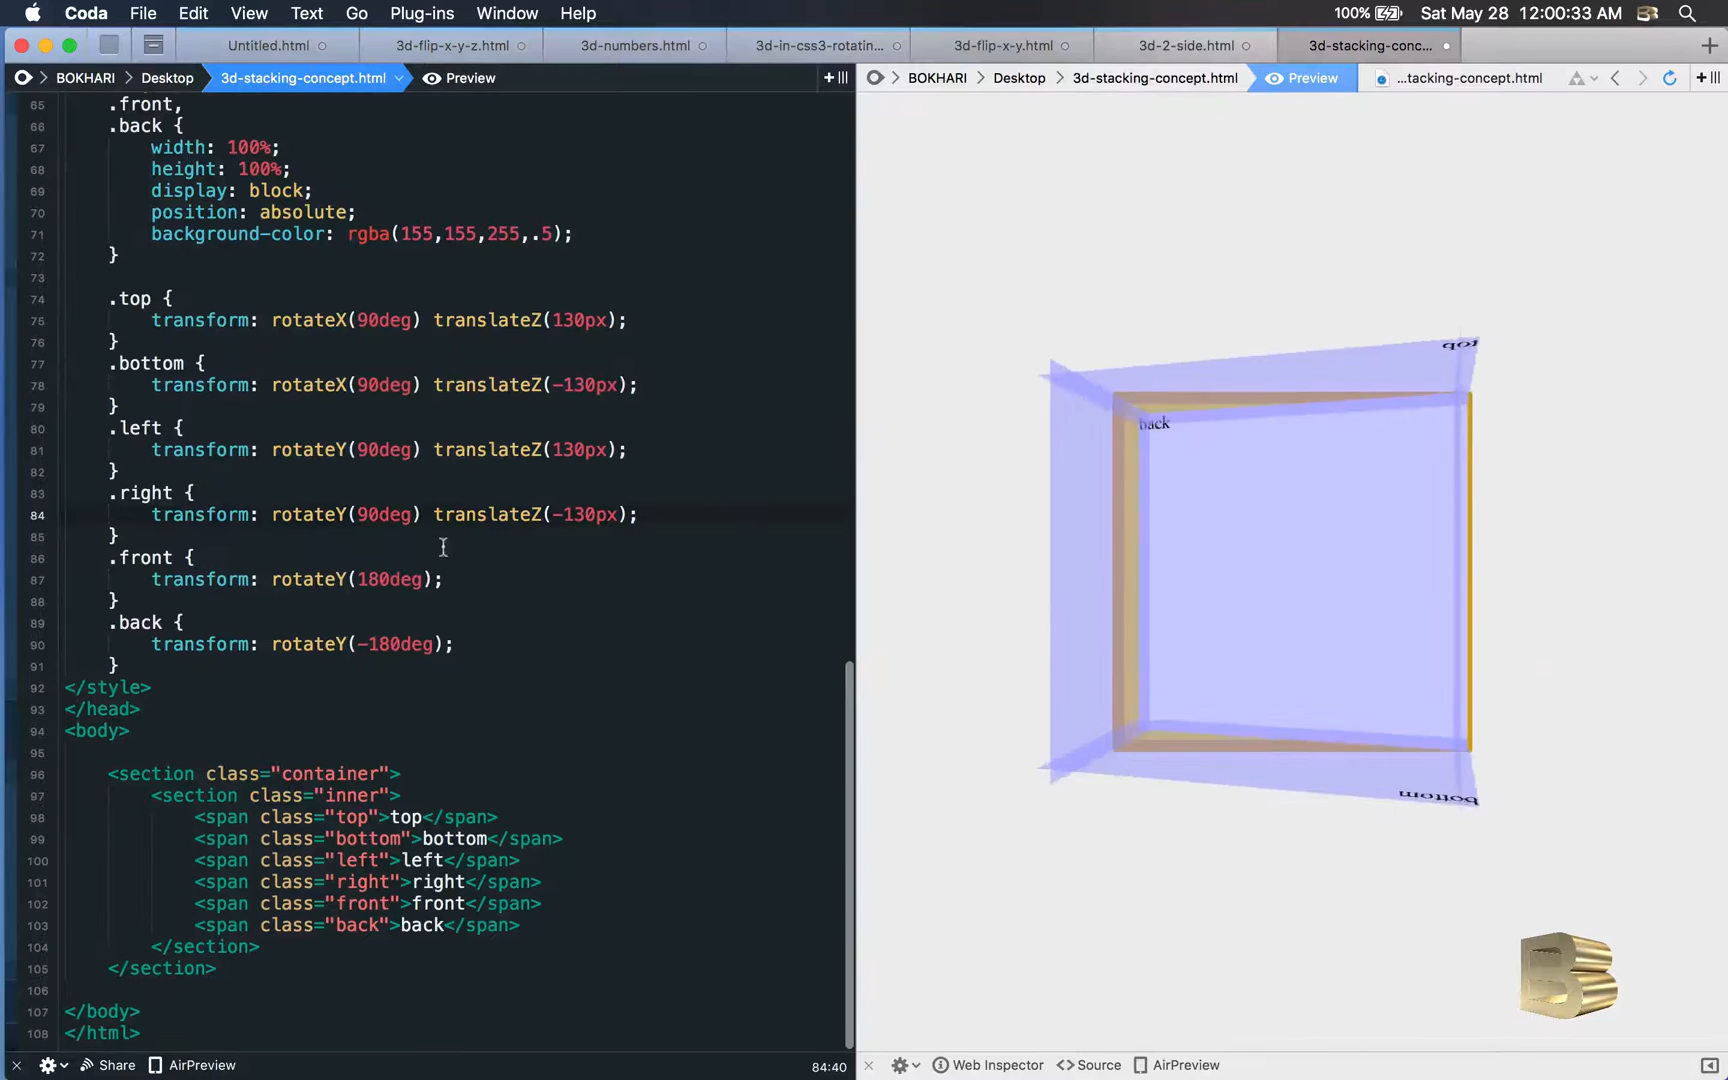 Coda File Edit View Text Go Plug-ins Window Help 100% Sat May 28 12:00:33 AM
Untitled.html 3d-flip-x-y-z.html 3d-numbers.html 3d-in-css3-rotatin... 3d-flip-x-y.html 3d-2-side.html 3d-stacking-conc...
BOKHARI Desktop 3d-stacking-concept.html Preview
BOKHARI Desktop 3d-stacking-concept.html Preview ...tacking-concept.html
65 .front,
66 .back {
67 width: 100%;
68 height: 100%;
69 display: block;
70 position: absolute;
71 background-color: rgba(155,155,255,.5);
72 }
73
74 .top {
75 transform: rotateX(90deg) translateZ(130px);
76 }
77 .bottom {
78 transform: rotateX(90deg) translateZ(-130px);
79 }
80 .left {
81 transform: rotateY(90deg) translateZ(130px);
82 }
83 .right {
84 transform: rotateY(90deg) translateZ(-130px);
85 }
86 .front {
87 transform: rotateY(180deg);
88 }
89 .back {
90 transform: rotateY(-180deg);
91 }
92 </style>
93 </head>
94 <body>
95
96 <section class="container">
97 <section class="inner">
98 <span class="top">top</span>
99 <span class="bottom">bottom</span>
100 <span class="left">left</span>
101 <span class="right">right</span>
102 <span class="front">front</span>
103 <span class="back">back</span>
104 </section>
105 </section>
106
107 </body>
108 </html>
top
back
bottom
B
Share AirPreview 84:40
Web Inspector Source AirPreview